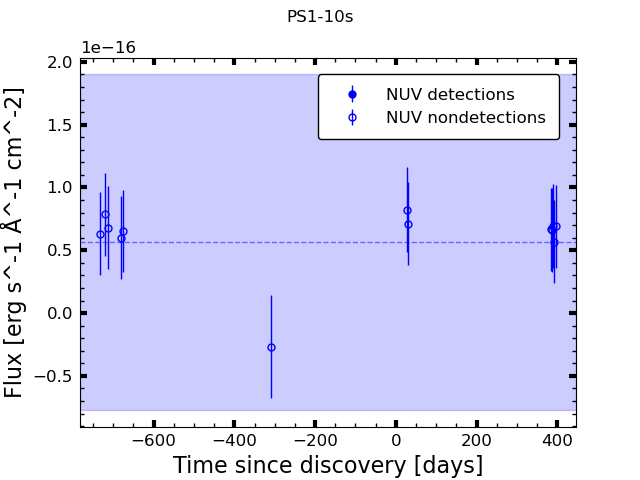 PS1-10s
1e−16
NUV detections
NUV nondetections
2.0
1.5
1.0
0.5
0.0
−0.5
Flux [erg s^-1 Å^-1 cm^-2]
−600 −400 −200 0 200 400
Time since discovery [days]